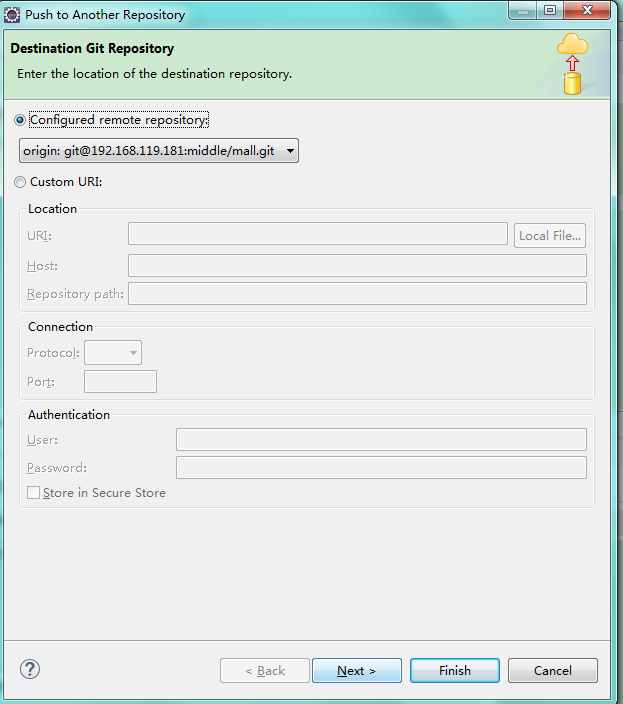 Push to Another Repository
Destination Git Repository
Enter the location of the destination repository.
Configured remote repository:
origin: git@192.168.119.181:middle/mall.git
Custom URI:
Location
URI:
Local File...
Host:
Repository path:
Connection
Protocol:
Port:
Authentication
User:
Password:
Store in Secure Store
?
< Back
Next >
Finish
Cancel